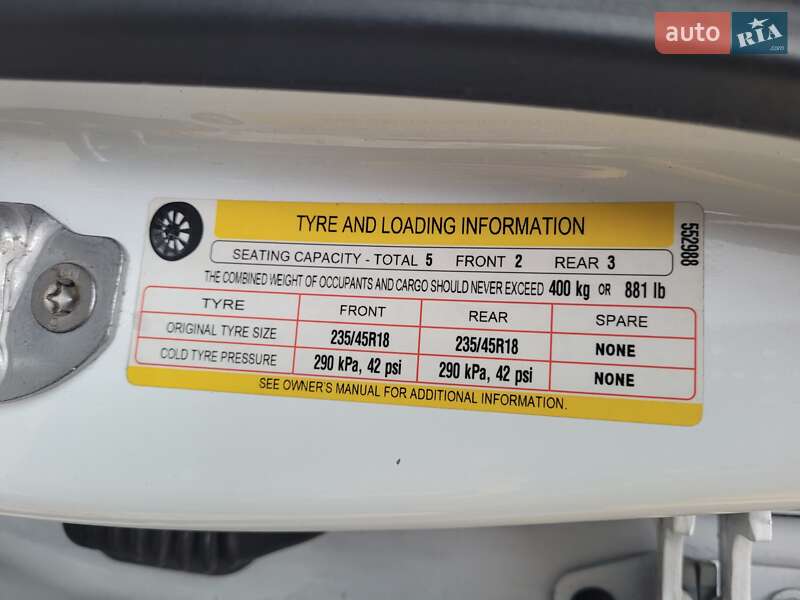 auto RIA .com
TYRE AND LOADING INFORMATION
552988
SEATING CAPACITY - TOTAL 5 FRONT 2 REAR 3
THE COMBINED WEIGHT OF OCCUPANTS AND CARGO SHOULD NEVER EXCEED 400 kg OR 881 lb
TYRE FRONT REAR SPARE
ORIGINAL TYRE SIZE 235/45R18 235/45R18 NONE
COLD TYRE PRESSURE 290 kPa, 42 psi 290 kPa, 42 psi NONE
SEE OWNER'S MANUAL FOR ADDITIONAL INFORMATION.